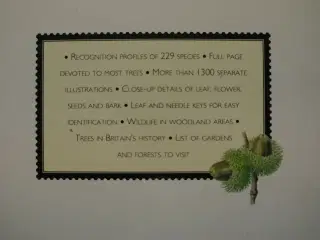 • RECOGNITION PROFILES OF 229 SPECIES • FULL PAGE
DEVOTED TO MOST TREES • MORE THAN 1300 SEPARATE
ILLUSTRATIONS • CLOSE-UP DETAILS OF LEAF, FLOWER,
SEEDS AND BARK • LEAF AND NEEDLE KEYS FOR EASY
IDENTIFICATION • WILDLIFE IN WOODLAND AREAS •
• TREES IN BRITAIN'S HISTORY • LIST OF GARDENS
AND FORESTS TO VISIT